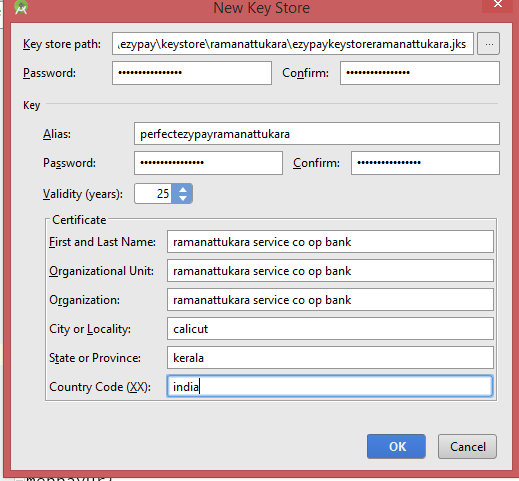 New Key Store
Key store path: .ezypay\keystore\ramanattukara\ezypaykeystoreramanattukara.jks ...
Password: ••••••••••••••• Confirm: •••••••••••••••
Key
Alias: perfectezypayramanattukara
Password: •••••••••••••••• Confirm: ••••••••••••••••
Validity (years): 25
Certificate
First and Last Name: ramanattukara service co op bank
Organizational Unit: ramanattukara service co op bank
Organization: ramanattukara service co op bank
City or Locality: calicut
State or Province: kerala
Country Code (XX): india
OK Cancel